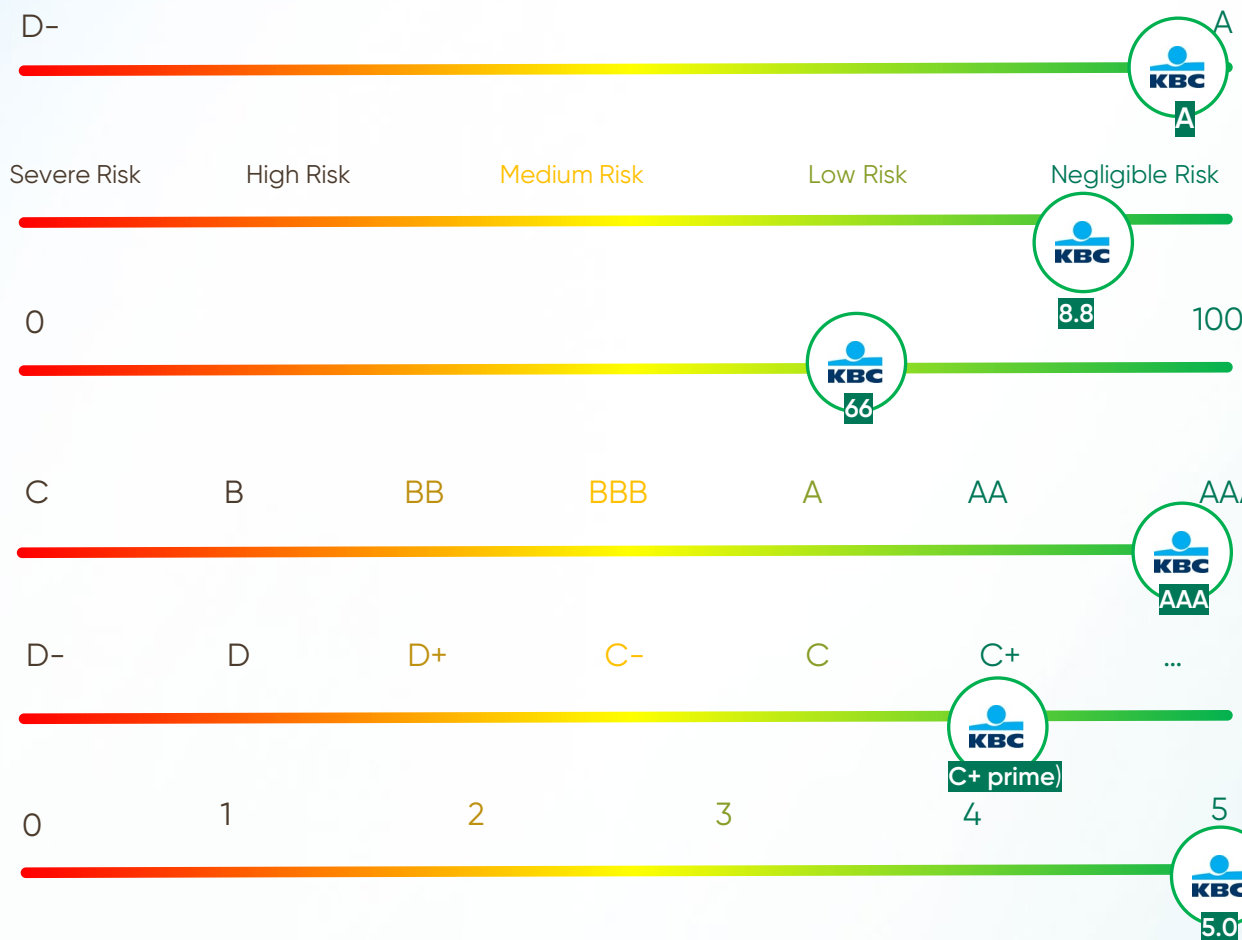 D-
A
KBC
A
Severe Risk High Risk Medium Risk Low Risk Negligible Risk
KBC
8.8
0
100
KBC
66
C B BB BBB A AA AAA
KBC
AAA
D- D D+ C- C C+ ...
KBC
C+ prime)
0 1 2 3 4 5
KBC
5.0